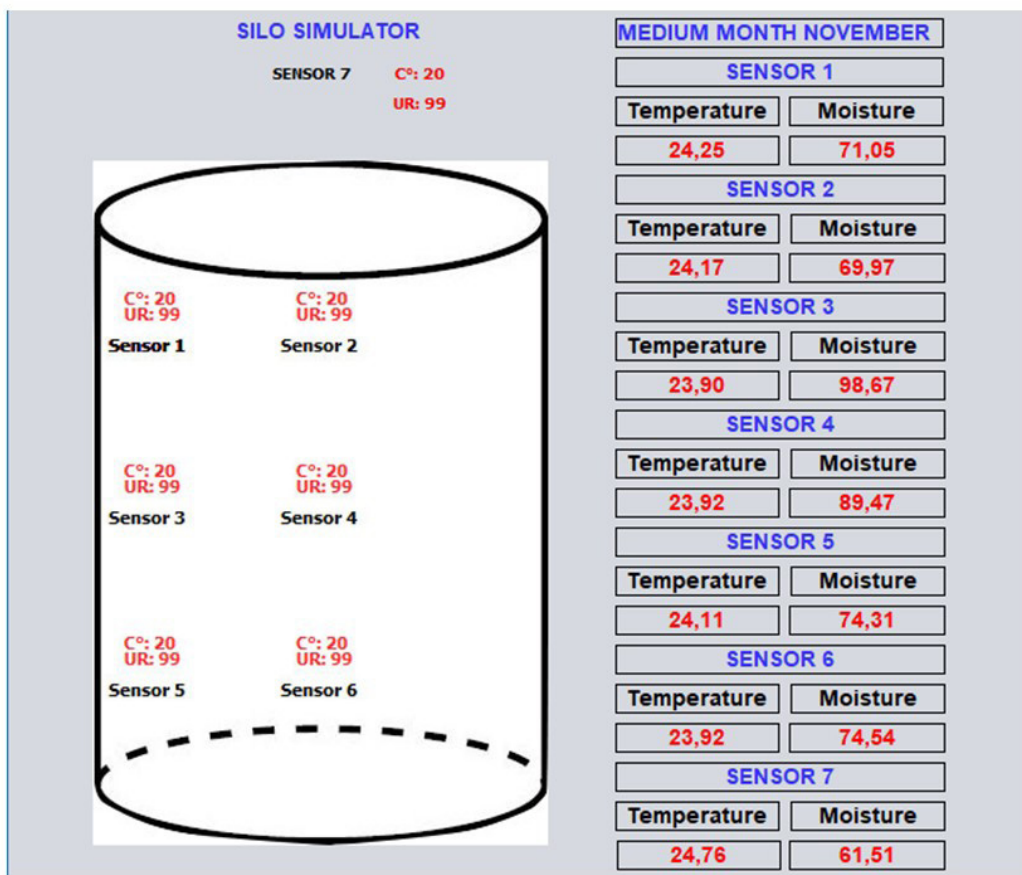 SILO SIMULATOR
SENSOR 7 C°: 20
UR: 99
C°: 20 C°: 20
UR: 99 UR: 99
Sensor 1 Sensor 2
C°: 20 C°: 20
UR: 99 UR: 99
Sensor 3 Sensor 4
C°: 20 C°: 20
UR: 99 UR: 99
Sensor 5 Sensor 6
MEDIUM MONTH NOVEMBER
SENSOR 1
Temperature Moisture
24,25 71,05
SENSOR 2
Temperature Moisture
24,17 69,97
SENSOR 3
Temperature Moisture
23,90 98,67
SENSOR 4
Temperature Moisture
23,92 89,47
SENSOR 5
Temperature Moisture
24,11 74,31
SENSOR 6
Temperature Moisture
23,92 74,54
SENSOR 7
Temperature Moisture
24,76 61,51